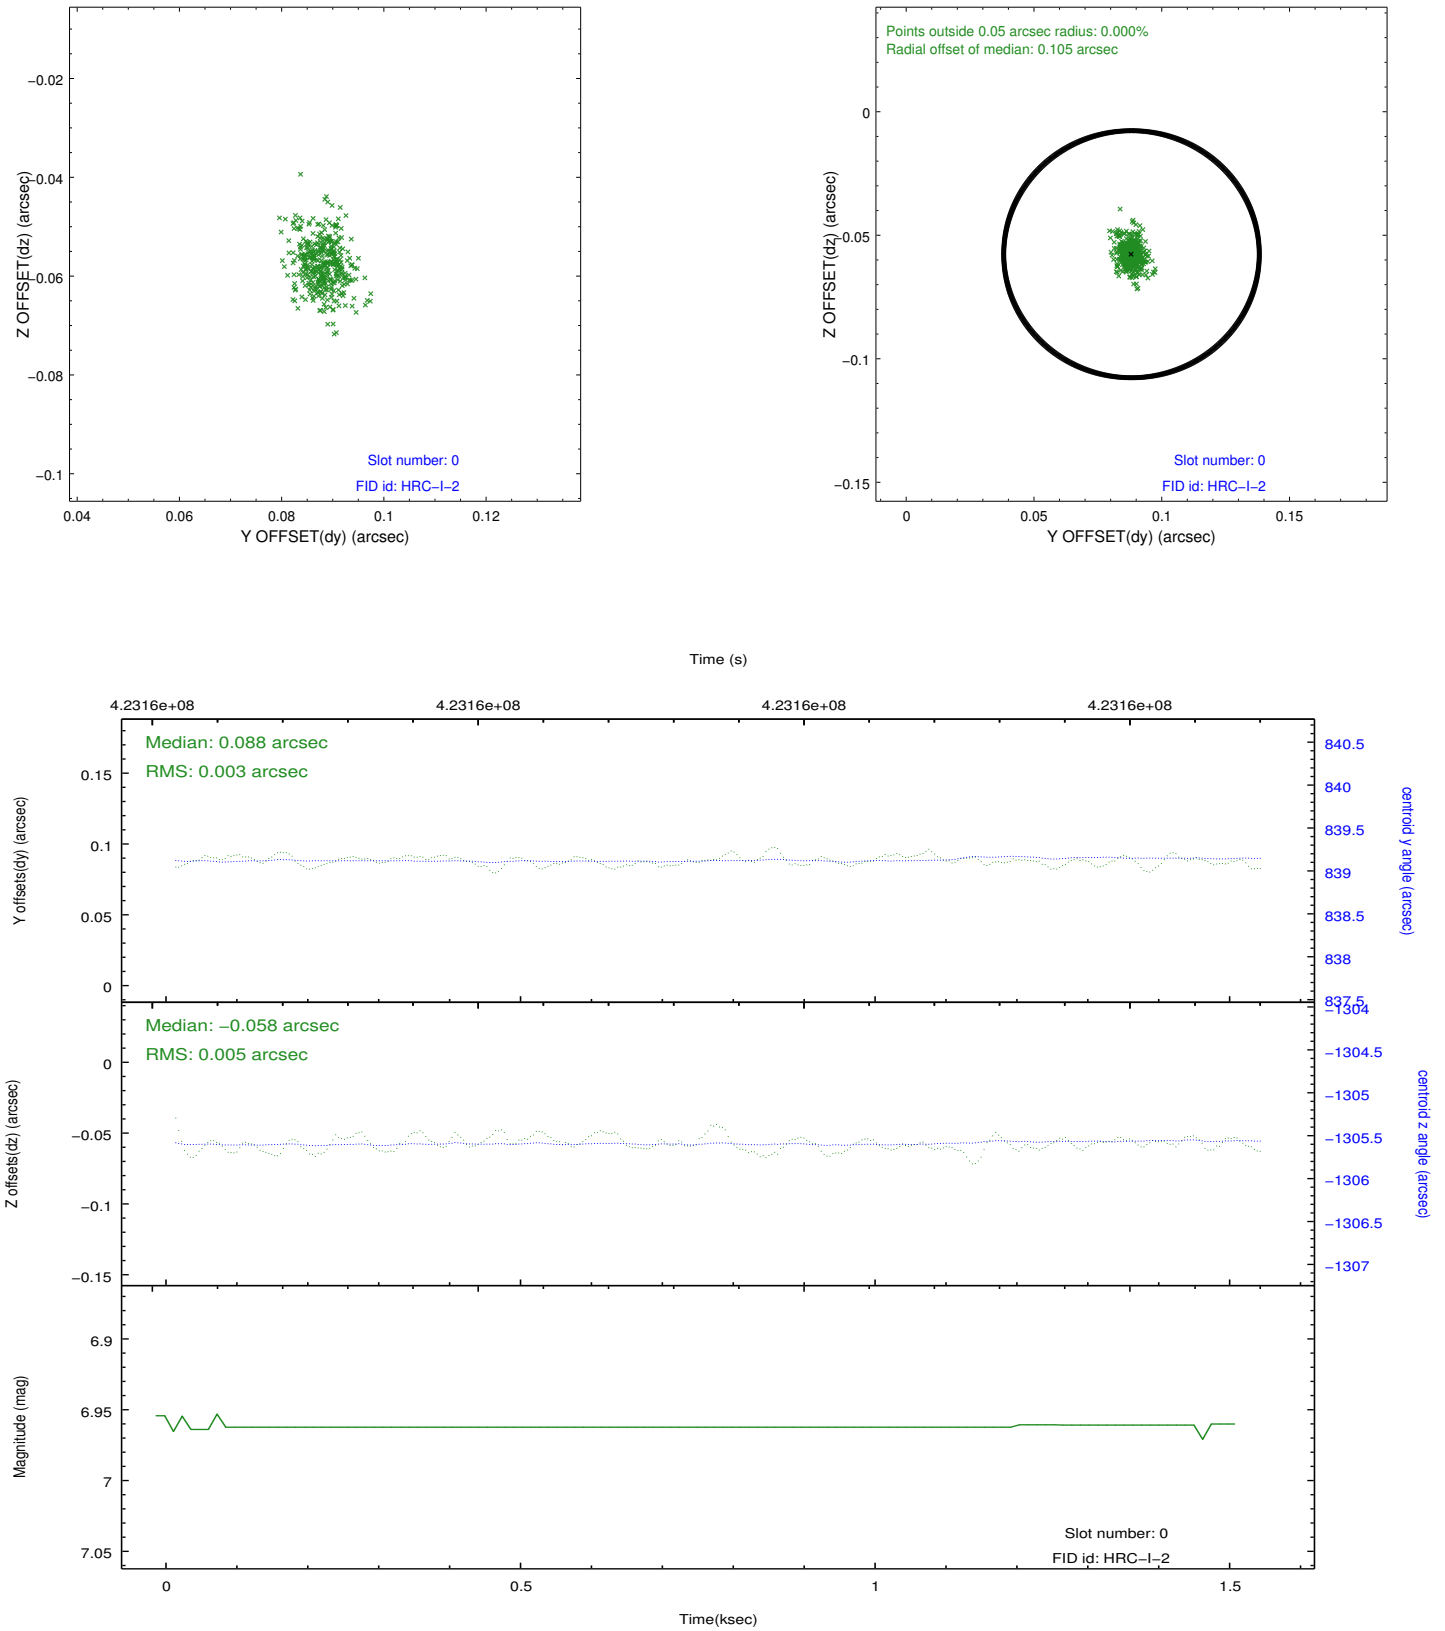 −0.02
−0.04
−0.06
−0.08
−0.1
Z OFFSET(dz) (arcsec)
Slot number: 0
FID id: HRC−I−2
0.04 0.06 0.08 0.1 0.12
Y OFFSET(dy) (arcsec)
Points outside 0.05 arcsec radius: 0.000%
Radial offset of median: 0.105 arcsec
0
−0.05
−0.1
−0.15
Z OFFSET(dz) (arcsec)
Slot number: 0
FID id: HRC−I−2
0 0.05 0.1 0.15
Y OFFSET(dy) (arcsec)
Time (s)
4.2316e+08 4.2316e+08 4.2316e+08 4.2316e+08
Median: 0.088 arcsec
RMS: 0.003 arcsec
0.15
0.1
0.05
0
Y offsets(dy) (arcsec)
840.5
840
839.5
839
838.5
838
837.5
centroid y angle (arcsec)
Median: −0.058 arcsec
RMS: 0.005 arcsec
0
−0.05
−0.1
−0.15
Z offsets(dz) (arcsec)
−1304
−1304.5
−1305
−1305.5
−1306
−1306.5
−1307
centroid z angle (arcsec)
6.9
6.95
7
7.05
Magnitude (mag)
Slot number: 0
FID id: HRC−I−2
0 0.5 1 1.5
Time(ksec)